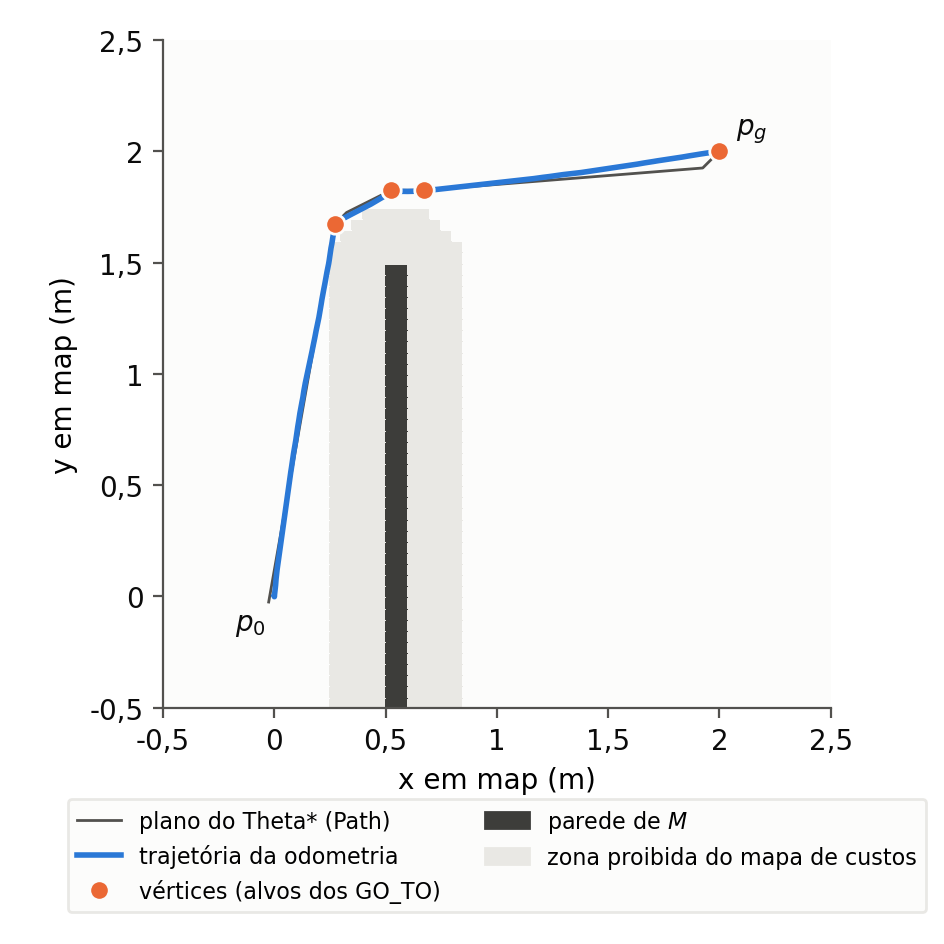 2,5
2
1,5
1
0,5
0
-0,5
y em map (m)
p_g
p_0
-0,5 0 0,5 1 1,5 2 2,5
x em map (m)
plano do Theta* (Path)
trajetória da odometria
vértices (alvos dos GO_TO)
parede de M
zona proibida do mapa de custos